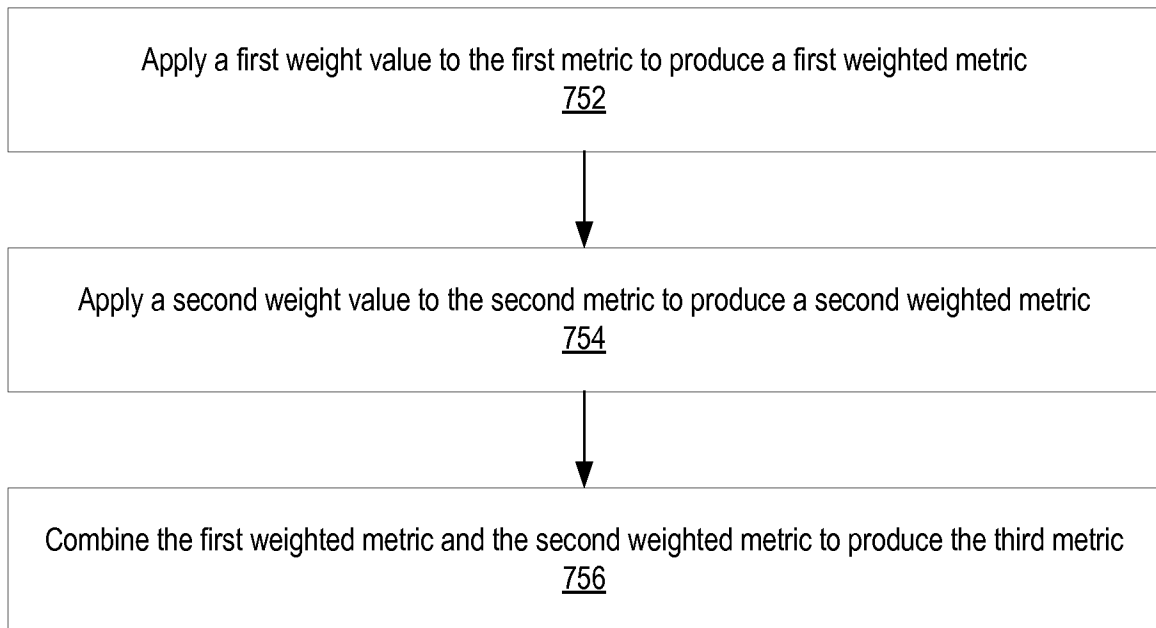 Apply a first weight value to the first metric to produce a first weighted metric
752
Apply a second weight value to the second metric to produce a second weighted metric
754
Combine the first weighted metric and the second weighted metric to produce the third metric
756